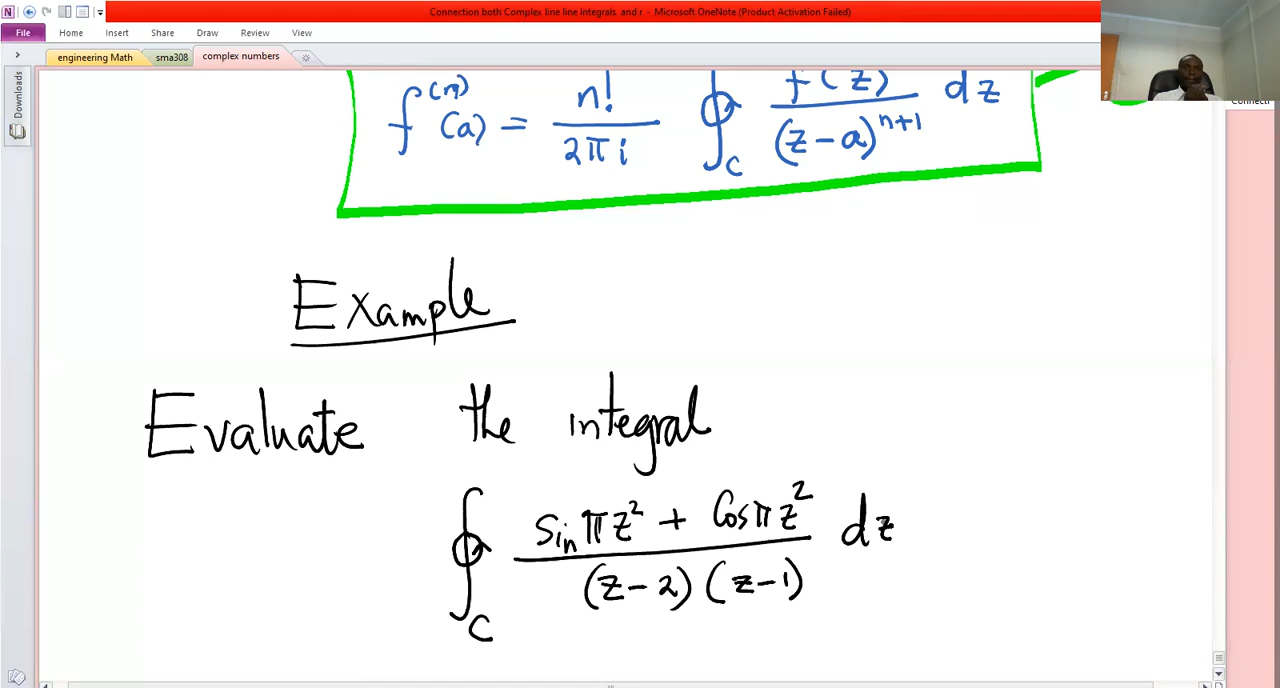 Connection both Complex line line Integrals and r - Microsoft OneNote (Product Activation Failed)
File Home Insert Share Draw Review View
engineering Math sma308 complex numbers
Downloads
Connecti
f^(n)(a) = n!/(2πi) ∮_C f(z)/(z-a)^(n+1) dz
Example
Evaluate the integral
∮_C (sin πz² + Cos πz²)/((z-2)(z-1)) dz